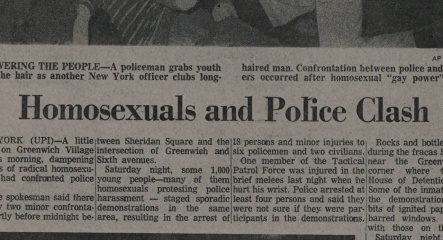 AP
VERING THE PEOPLE—A policeman grabs youth
he hair as another New York officer clubs long-
haired man. Confrontation between police and
ers occurred after homosexual "gay power"
Homosexuals and Police Clash
YORK (UPI)—A little
on Greenwich Village
s morning, dampening
s of radical homosexu-
had confronted police
e spokesman said there
y two minor confronta-
tly before midnight be-
tween Sheridan Square and the
intersection of Greenwich and
Sixth avenues.
Saturday night, some 1,000
young people—many of them
homosexuals protesting police
harassment — staged sporadic
demonstrations in the same
area, resulting in the arrest of
18 persons and minor injuries to
six policemen and two civilians.
One member of the Tactical
Patrol Force was injured in the
brief melees last night when he
hurt his wrist. Police arrested at
least four persons and said they
were not sure if they were par-
ticipants in the demonstrations.
Rocks and bottle
during the fracas S
near the Green
corner where t
House of Detentio
Some of the inma
the demonstration
bits of ignited pap
barred windows
with those on t
Saturday night